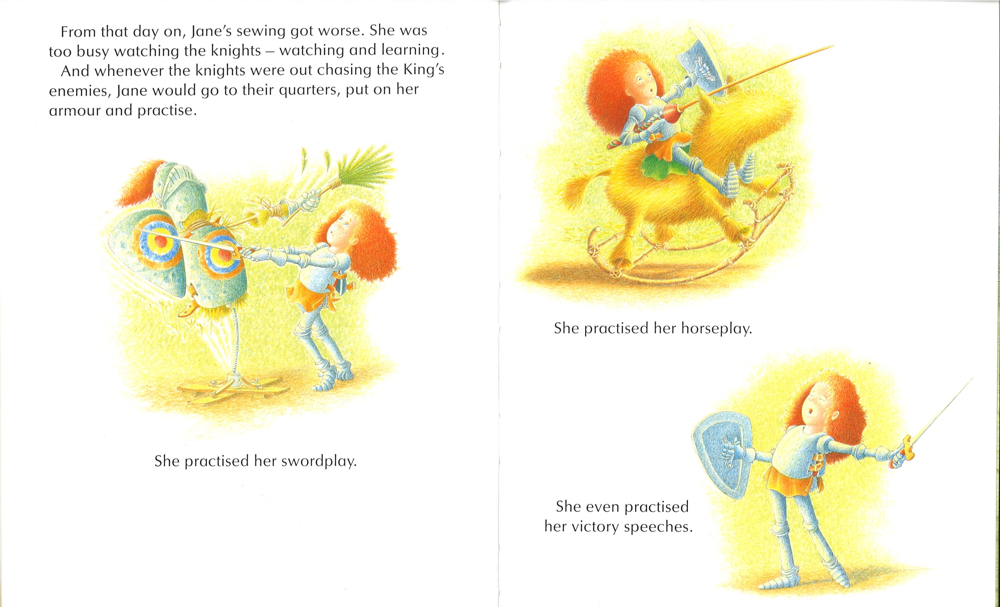 From that day on, Jane's sewing got worse. She was
too busy watching the knights – watching and learning.
And whenever the knights were out chasing the King's
enemies, Jane would go to their quarters, put on her
armour and practise.
She practised her swordplay.
She practised her horseplay.
She even practised
her victory speeches.